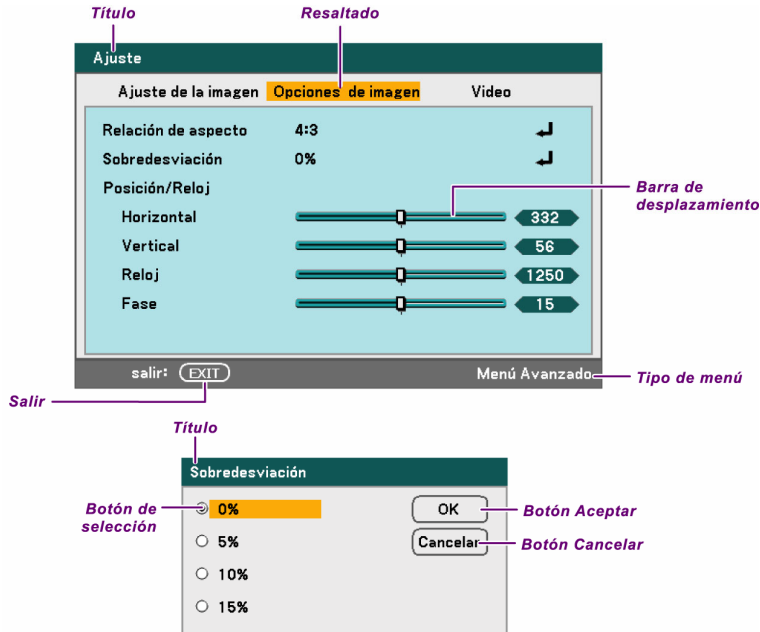 Título
Resaltado
Ajuste
Ajuste de la imagen Opciones de imagen Video
Relación de aspecto 4:3
Sobredesviación 0%
Posición/Reloj
Barra de
desplazamiento
Horizontal 332
Vertical 56
Reloj 1250
Fase 15
salir: EXIT Menú Avanzado
Tipo de menú
Salir
Título
Sobredesviación
Botón de
selección
0% OK
Botón Aceptar
5% Cancelar
Botón Cancelar
10%
15%